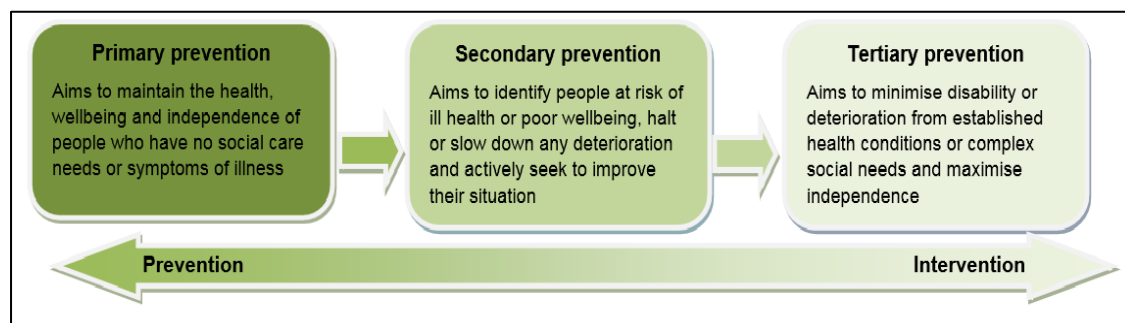 Primary prevention
Aims to maintain the health,
wellbeing and independence of
people who have no social care
needs or symptoms of illness
Secondary prevention
Aims to identify people at risk of
ill health or poor wellbeing, halt
or slow down any deterioration
and actively seek to improve
their situation
Tertiary prevention
Aims to minimise disability or
deterioration from established
health conditions or complex
social needs and maximise
independence
Prevention
Intervention